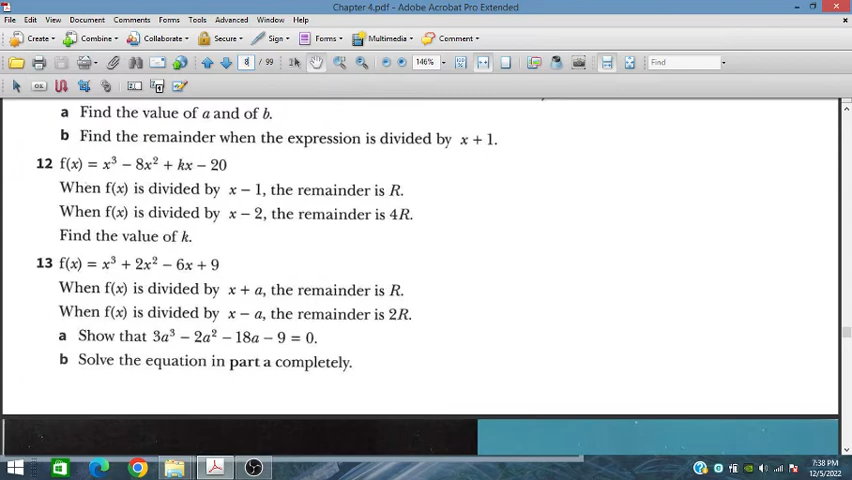 Chapter 4.pdf - Adobe Acrobat Pro Extended
File Edit View Document Comments Forms Tools Advanced Window Help
Create Combine Collaborate Secure Sign Forms Multimedia Comment
8 / 99 146% Find
a Find the value of a and of b.
b Find the remainder when the expression is divided by x + 1.
12 f(x) = x³ − 8x² + kx − 20
When f(x) is divided by x − 1, the remainder is R.
When f(x) is divided by x − 2, the remainder is 4R.
Find the value of k.
13 f(x) = x³ + 2x² − 6x + 9
When f(x) is divided by x + a, the remainder is R.
When f(x) is divided by x − a, the remainder is 2R.
a Show that 3a³ − 2a² − 18a − 9 = 0.
b Solve the equation in part a completely.
7:38 PM
12/5/2022